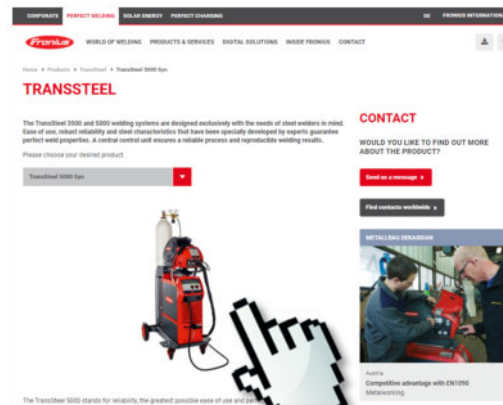 CORPORATE PERFECT WELDING SOLAR ENERGY PERFECT CHARGING DE FRONIUS INTERNATIONAL
Fronius WORLD OF WELDING PRODUCTS & SERVICES DIGITAL SOLUTIONS INSIDE FRONIUS CONTACT
Home Products TransSteel TransSteel 5000 Syn
TRANSSTEEL
The TransSteel 3500 and 5000 welding systems are designed exclusively with the needs of steel welders in mind.
Ease of use, robust reliability and steel characteristics that have been specially developed by experts guarantee
perfect weld properties. A central control unit ensures a reliable process and reproducible welding results.
Please choose your desired product
TransSteel 5000 Syn
CONTACT
WOULD YOU LIKE TO FIND OUT MORE
ABOUT THE PRODUCT?
Send us a message
Find contacts worldwide
METALLBAU
Austria
Competitive advantage with EN1090
Metalworking
The TransSteel 5000 stands for reliability, the greatest possible ease of use and